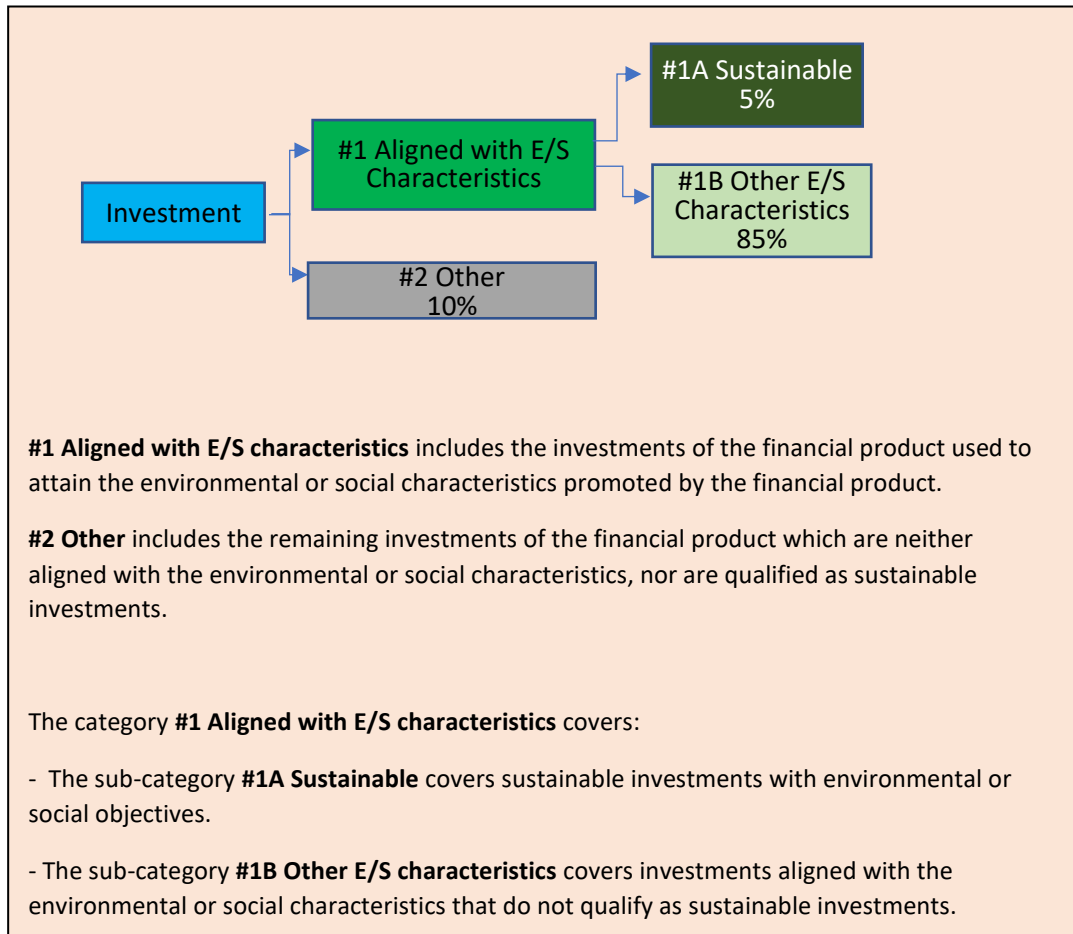 #1A Sustainable
5%
#1 Aligned with E/S
Characteristics
#1B Other E/S
Characteristics
85%
Investment
#2 Other
10%
#1 Aligned with E/S characteristics includes the investments of the financial product used to
attain the environmental or social characteristics promoted by the financial product.
#2 Other includes the remaining investments of the financial product which are neither
aligned with the environmental or social characteristics, nor are qualified as sustainable
investments.
The category #1 Aligned with E/S characteristics covers:
- The sub-category #1A Sustainable covers sustainable investments with environmental or
social objectives.
- The sub-category #1B Other E/S characteristics covers investments aligned with the
environmental or social characteristics that do not qualify as sustainable investments.